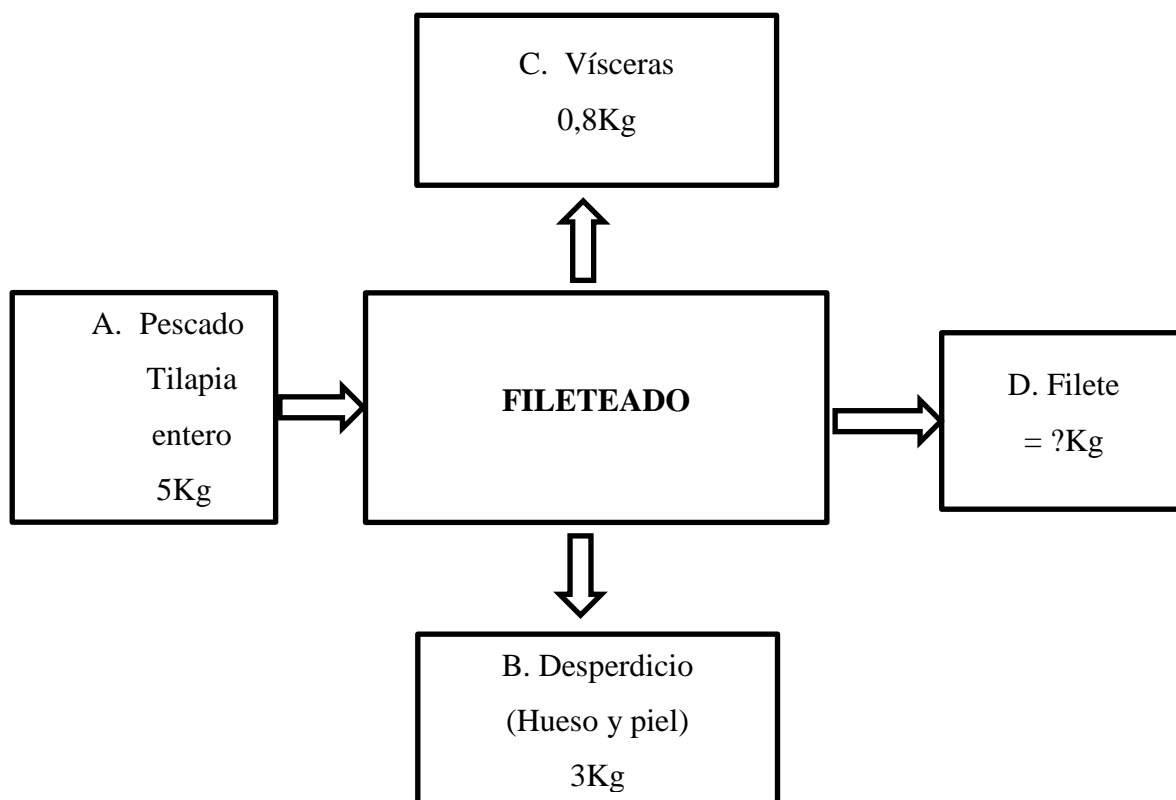 C. Vísceras
0,8Kg
A. Pescado
Tilapia
entero
5Kg
FILETEADO
D. Filete
= ?Kg
B. Desperdicio
(Hueso y piel)
3Kg